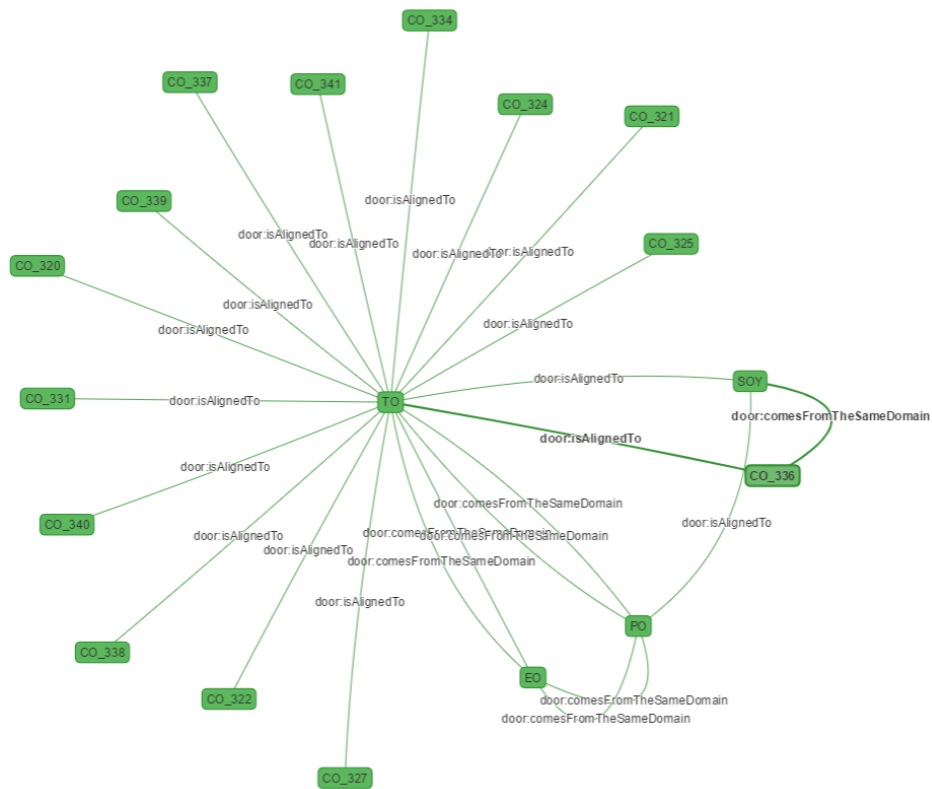 CO_334
CO_337
CO_341
CO_324
CO_321
CO_339
door:isAlignedTo
door:isAlignedTo
door:isAlignedTo
door:isAlignedTo
door:isAlignedTo
CO_325
CO_320
door:isAlignedTo
door:isAlignedTo
door:isAlignedTo
door:isAlignedTo
SOY
CO_331
door:isAlignedTo
TO
door:comesFromTheSameDomain
door:isAlignedTo
door:isAlignedTo
CO_336
door:comesFromTheSameDomain
CO_340
door:isAlignedTo
door:isAlignedTo
door:comesFromTheSameDomain
door:comesFromTheSameDomain
door:isAlignedTo
door:comesFromTheSameDomain
door:isAlignedTo
PO
CO_338
EO
CO_322
door:comesFromTheSameDomain
door:comesFromTheSameDomain
CO_327